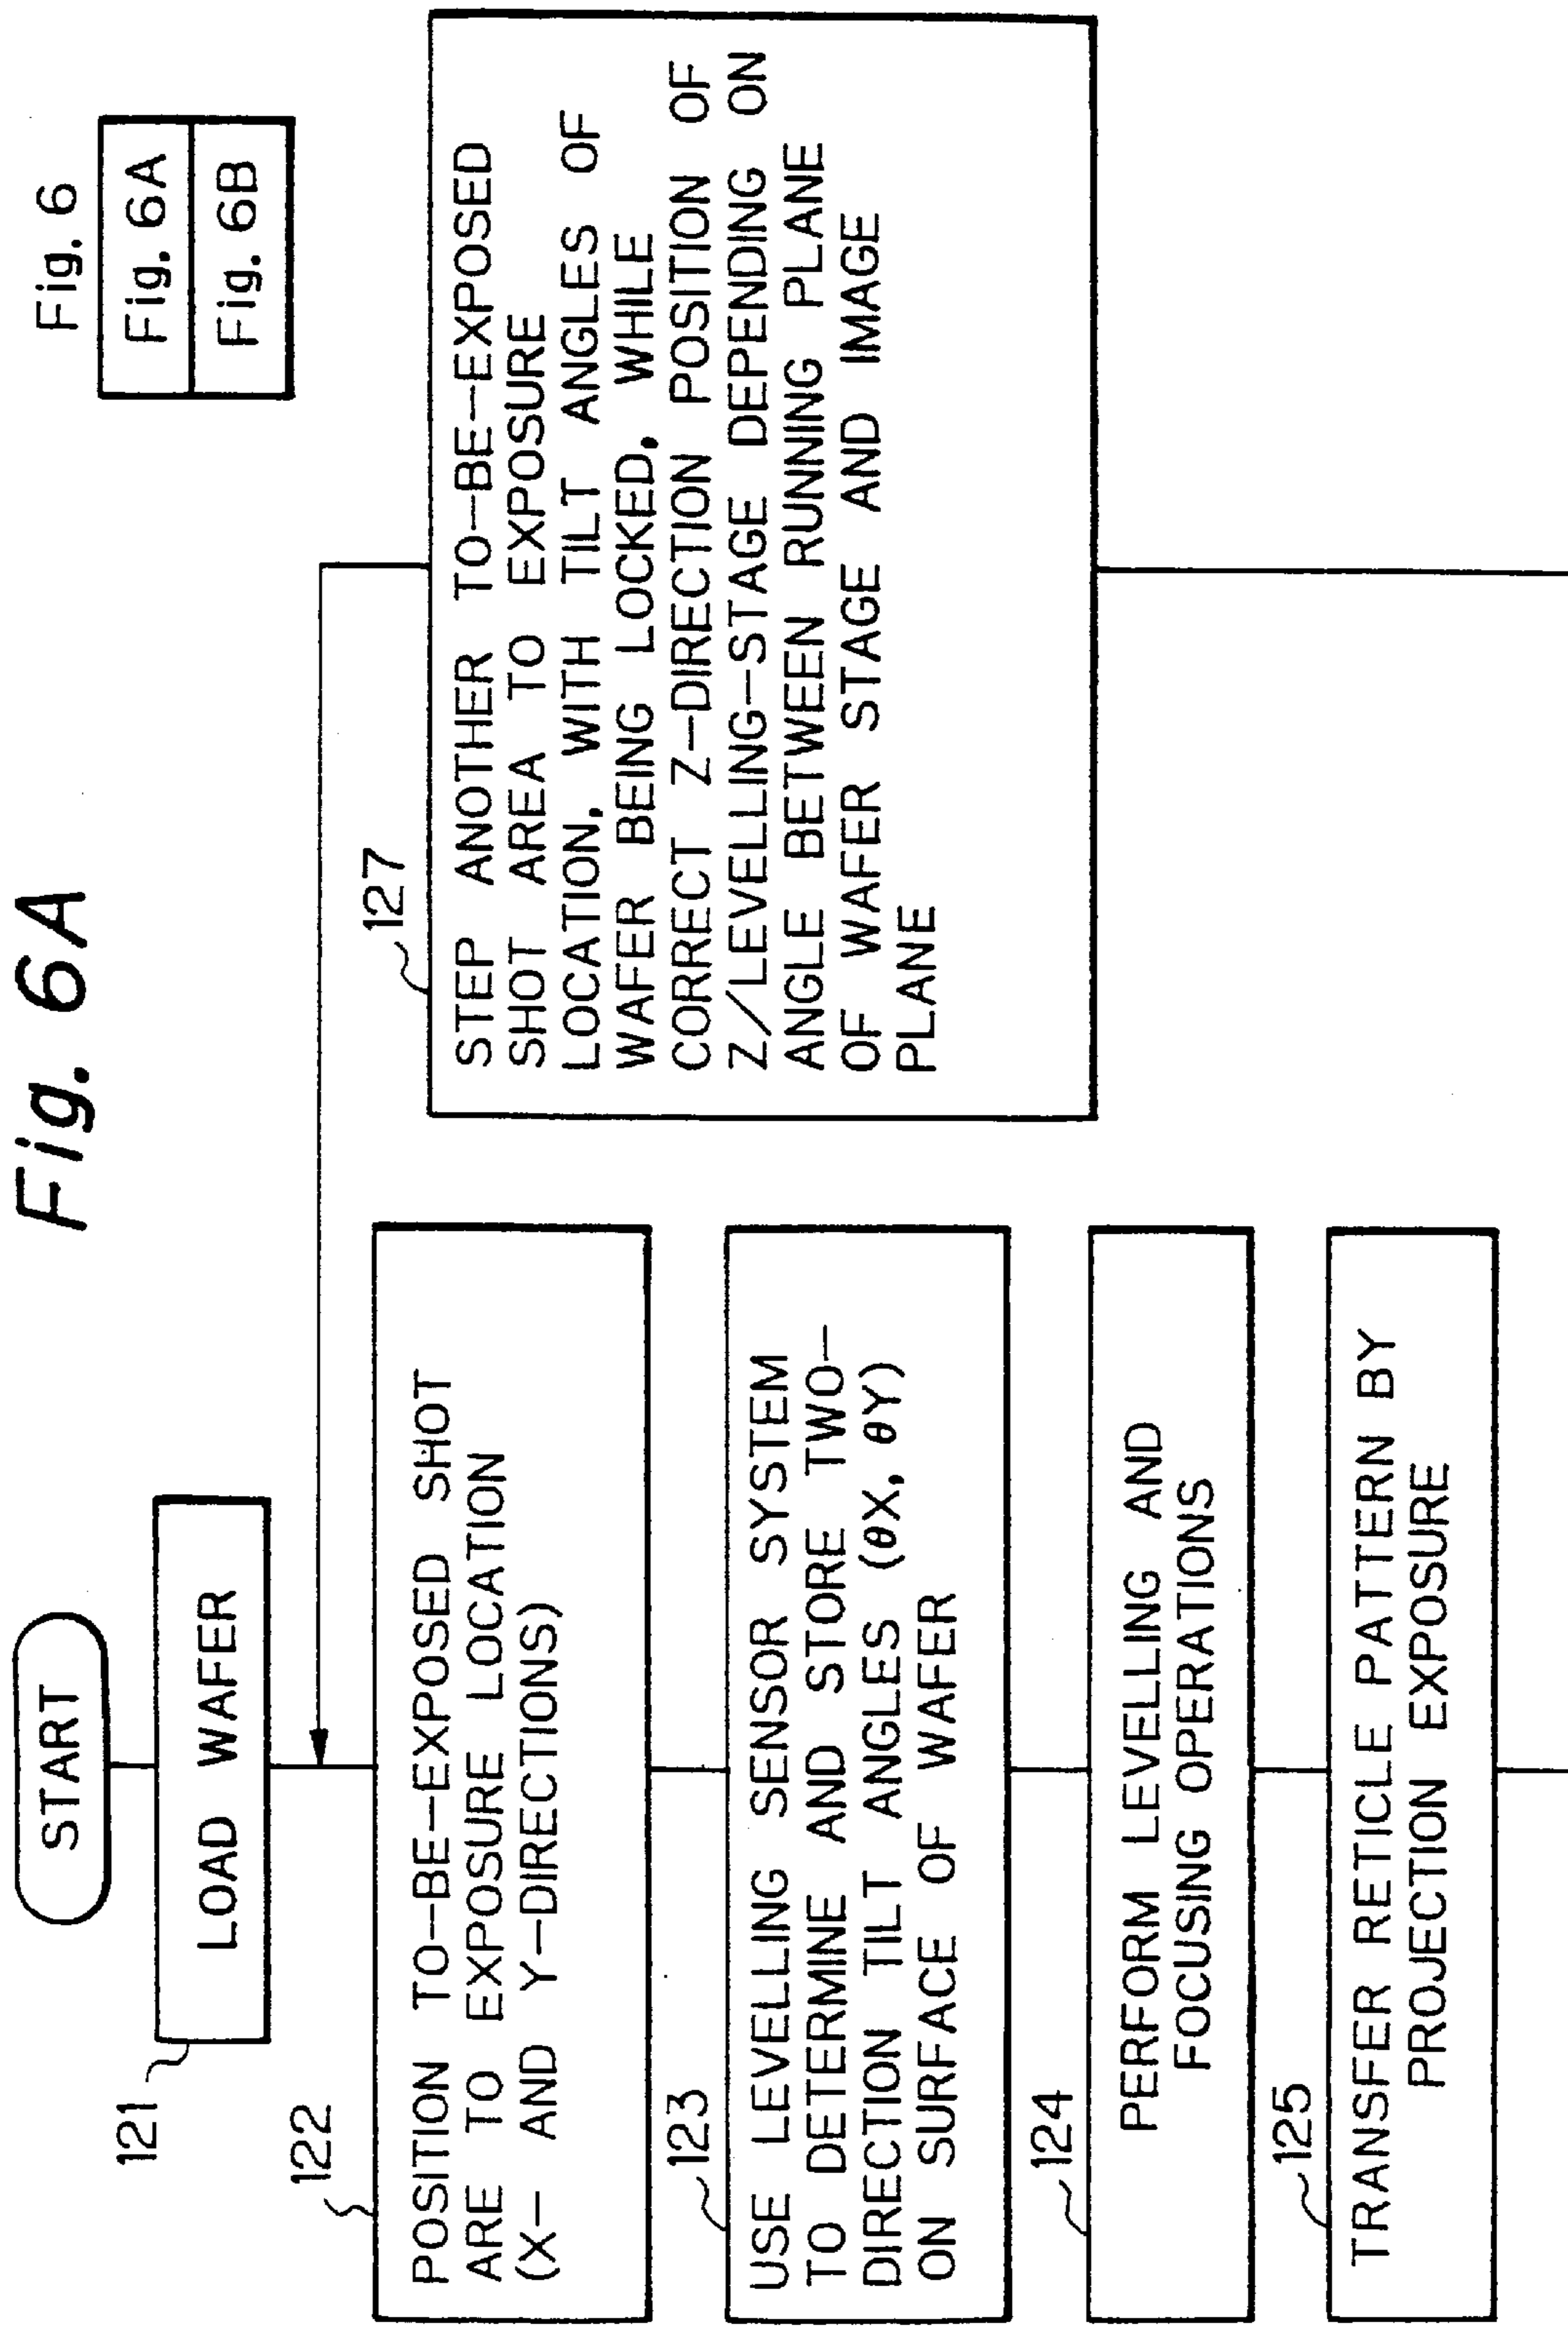 Fig. 6A
Fig. 6
Fig. 6A
Fig. 6B
START
121
LOAD WAFER
122
POSITION TO-BE-EXPOSED SHOT
ARE TO EXPOSURE LOCATION
(X- AND Y-DIRECTIONS)
123
USE LEVELLING SENSOR SYSTEM
TO DETERMINE AND STORE TWO-
DIRECTION TILT ANGLES (θX, θY)
ON SURFACE OF WAFER
124
PERFORM LEVELLING AND
FOCUSING OPERATIONS
125
TRANSFER RETICLE PATTERN BY
PROJECTION EXPOSURE
127
STEP ANOTHER TO-BE-EXPOSED
SHOT AREA TO EXPOSURE
LOCATION, WITH TILT ANGLES OF
WAFER BEING LOCKED, WHILE
CORRECT Z-DIRECTION POSITION OF
Z/LEVELLING-STAGE DEPENDING ON
ANGLE BETWEEN RUNNING PLANE
OF WAFER STAGE AND IMAGE
PLANE